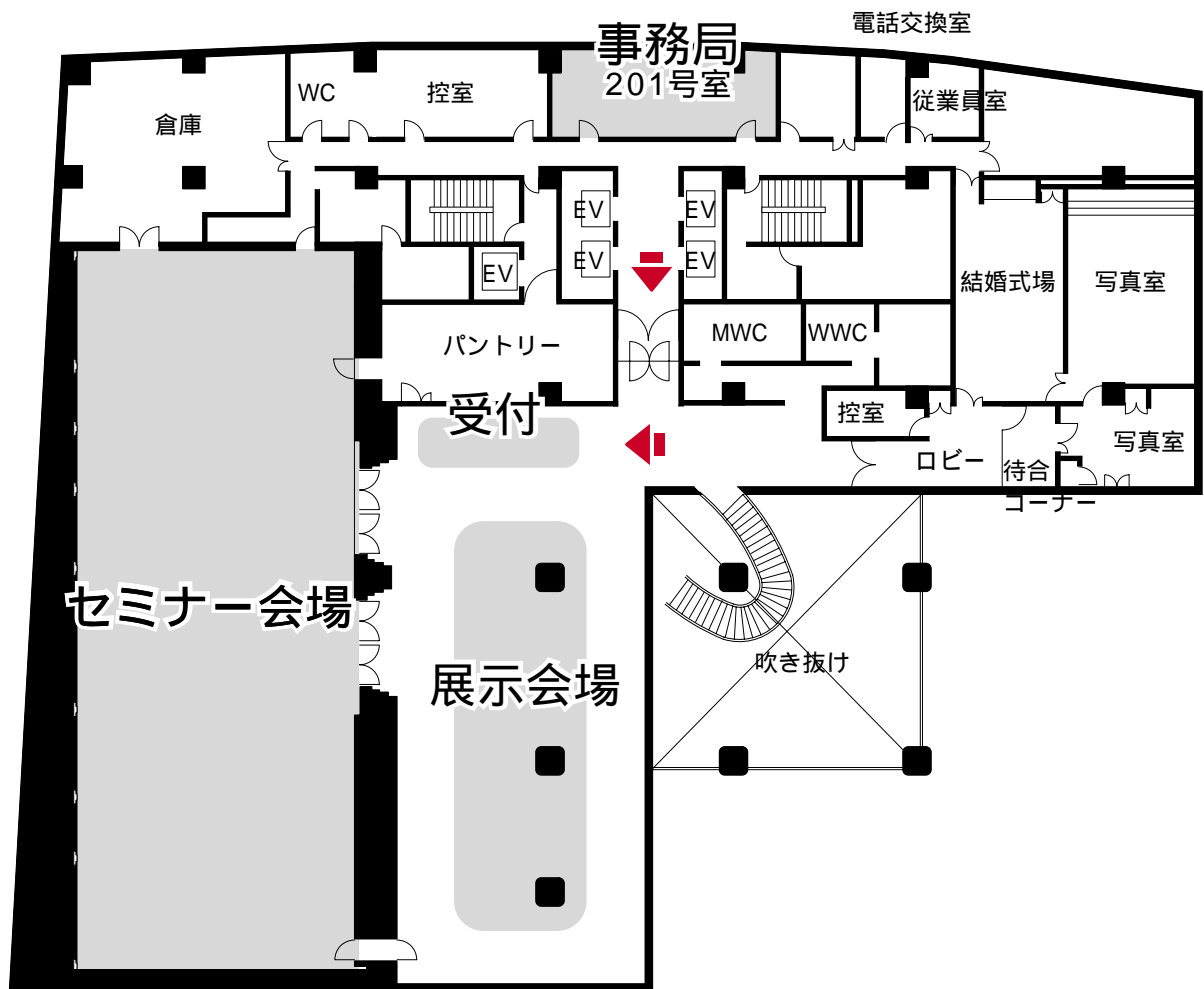 電話交換室
事務局
201号室
WC
控室
従業員室
倉庫
EV
EV
EV
EV
EV
結婚式場
写真室
パントリー
MWC
WWC
受付
控室
ロビー
写真室
待合
コーナー
セミナー会場
吹き抜け
展示会場